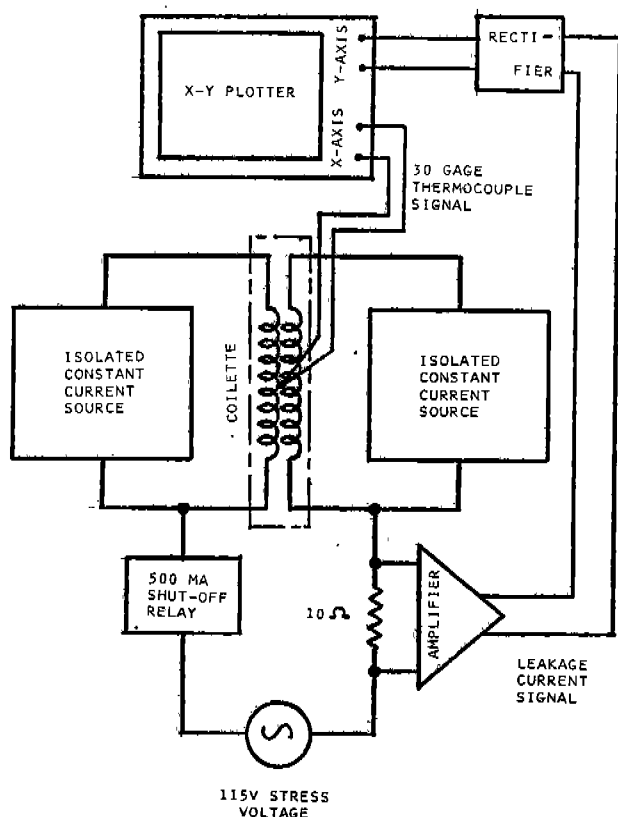 X-Y PLOTTER
Y-AXIS
X-AXIS
RECTI-
FIER
30 GAGE
THERMOCOUPLE
SIGNAL
ISOLATED
CONSTANT
CURRENT
SOURCE
COILETTE
ISOLATED
CONSTANT
CURRENT
SOURCE
500 MA
SHUT-OFF
RELAY
10 Ω
AMPLIFIER
LEAKAGE
CURRENT
SIGNAL
S
115V STRESS
VOLTAGE